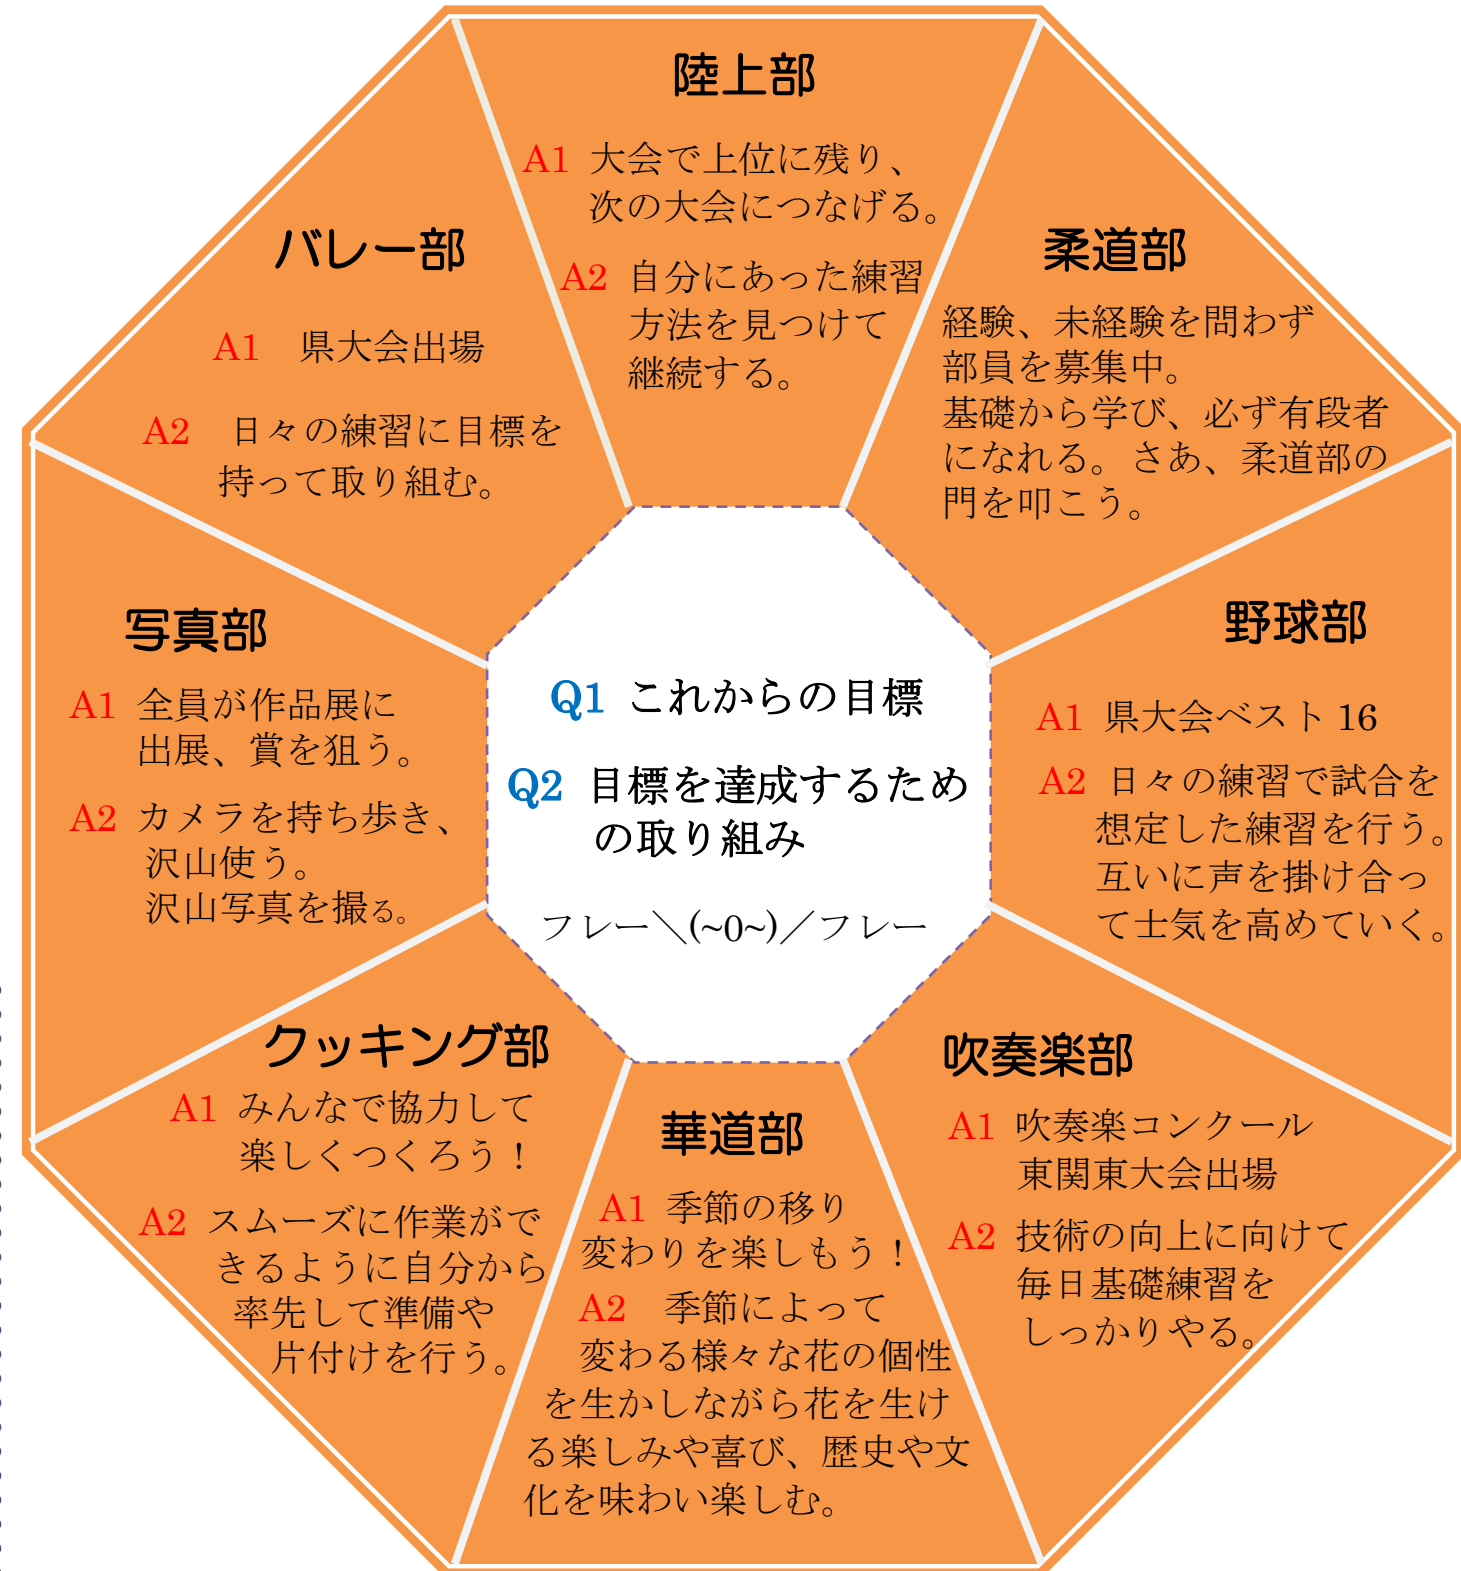 陸上部
A1 大会で上位に残り、
次の大会につなげる。
A2 自分にあった練習
方法を見つけて
継続する。
柔道部
経験、未経験を問わず
部員を募集中。
基礎から学び、必ず有段者
になれる。さあ、柔道部の
門を叩こう。
野球部
A1 県大会ベスト16
A2 日々の練習で試合を
想定した練習を行う。
互いに声を掛け合っ
て士気を高めていく。
吹奏楽部
A1 吹奏楽コンクール
東関東大会出場
A2 技術の向上に向けて
毎日基礎練習を
しっかりやる。
華道部
A1 季節の移り
変わりを楽しもう！
A2 季節によって
変わる様々な花の個性
を生かしながら花を生け
る楽しみや喜び、歴史や文
化を味わい楽しむ。
クッキング部
A1 みんなで協力して
楽しくつくろう！
A2 スムーズに作業がで
きるように自分から
率先して準備や
片付けを行う。
写真部
A1 全員が作品展に
出展、賞を狙う。
A2 カメラを持ち歩き、
沢山使う。
沢山写真を撮る。
バレー部
A1 県大会出場
A2 日々の練習に目標を
持って取り組む。
Q1 これからの目標
Q2 目標を達成するため
の取り組み
フレー＼(~0~)／フレー